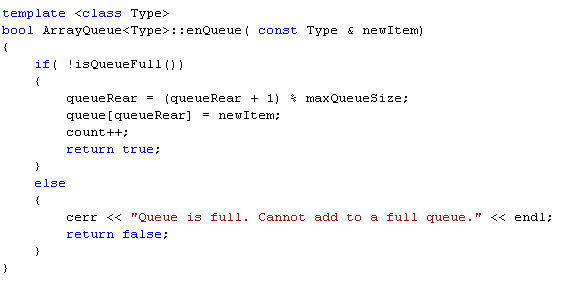 template <class Type>
bool ArrayQueue<Type>::enQueue( const Type & newItem)
{
    if( !isQueueFull())
    {
        queueRear = (queueRear + 1) % maxQueueSize;
        queue[queueRear] = newItem;
        count++;
        return true;
    }
    else
    {
        cerr << "Queue is full. Cannot add to a full queue." << endl;
        return false;
    }
}